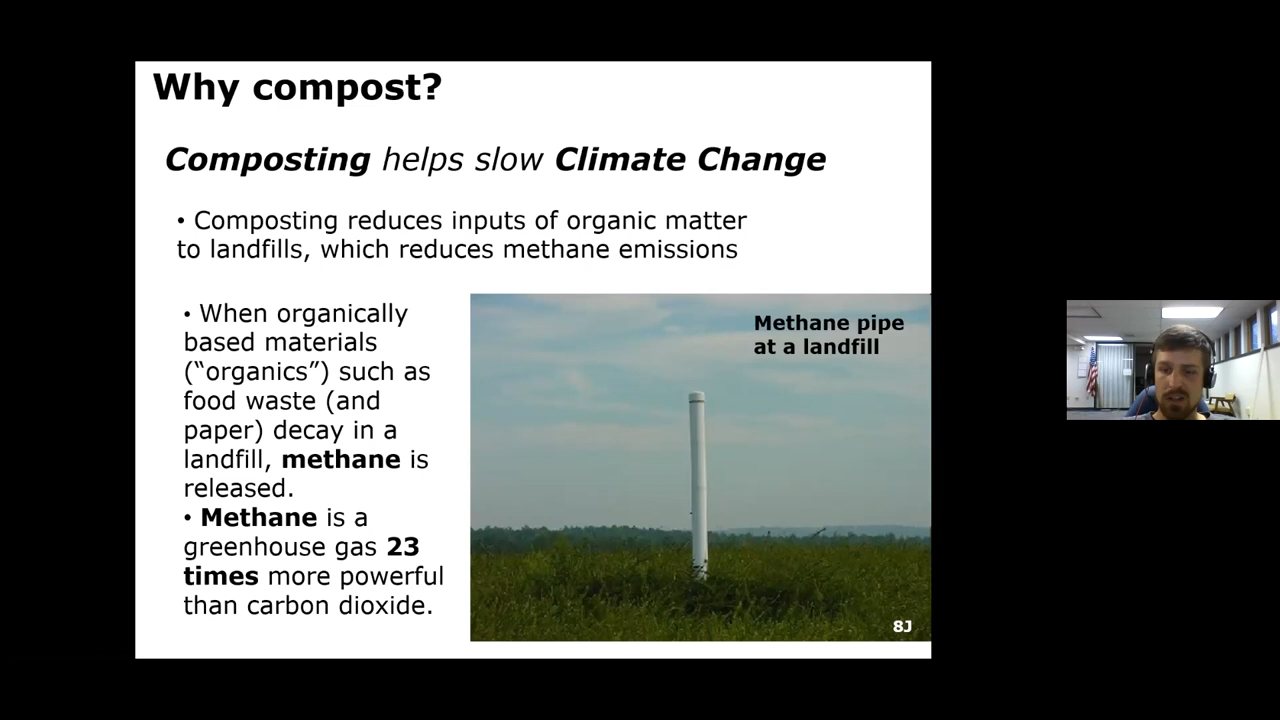 Why compost?
Composting helps slow Climate Change
• Composting reduces inputs of organic matter
to landfills, which reduces methane emissions
• When organically
based materials
(“organics”) such as
food waste (and
paper) decay in a
landfill, methane is
released.
• Methane is a
greenhouse gas 23
times more powerful
than carbon dioxide.
Methane pipe
at a landfill
8J